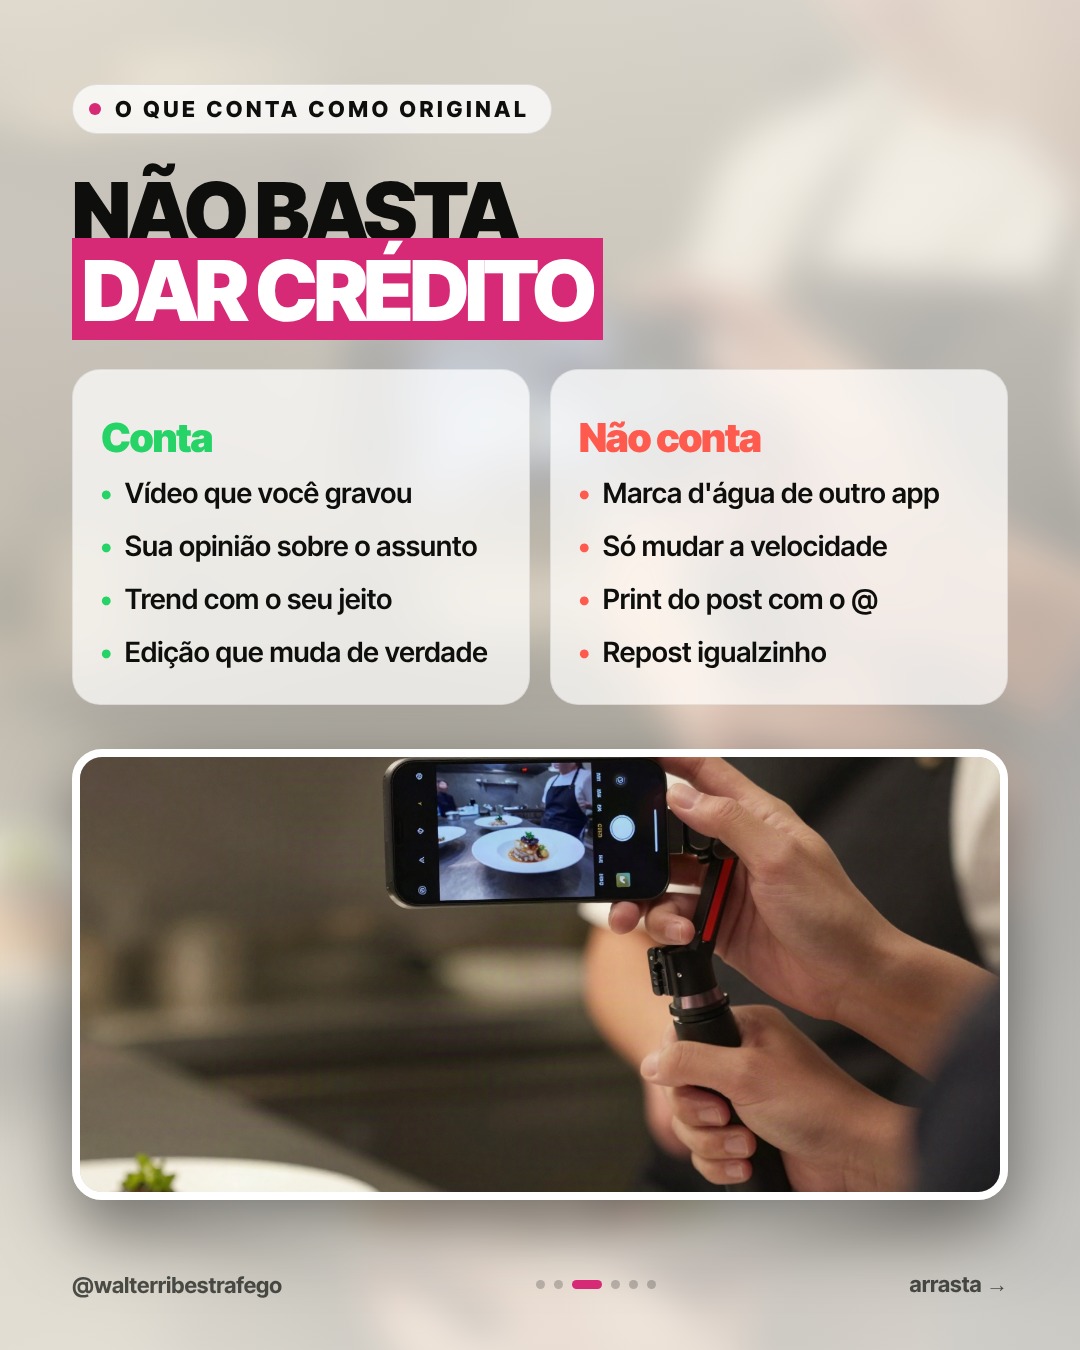 O QUE CONTA COMO ORIGINAL
NÃO BASTA
DAR CRÉDITO
Conta
• Vídeo que você gravou
• Sua opinião sobre o assunto
• Trend com o seu jeito
• Edição que muda de verdade
Não conta
• Marca d'água de outro app
• Só mudar a velocidade
• Print do post com o @
• Repost igualzinho
@walterribestrafego
arrasta →